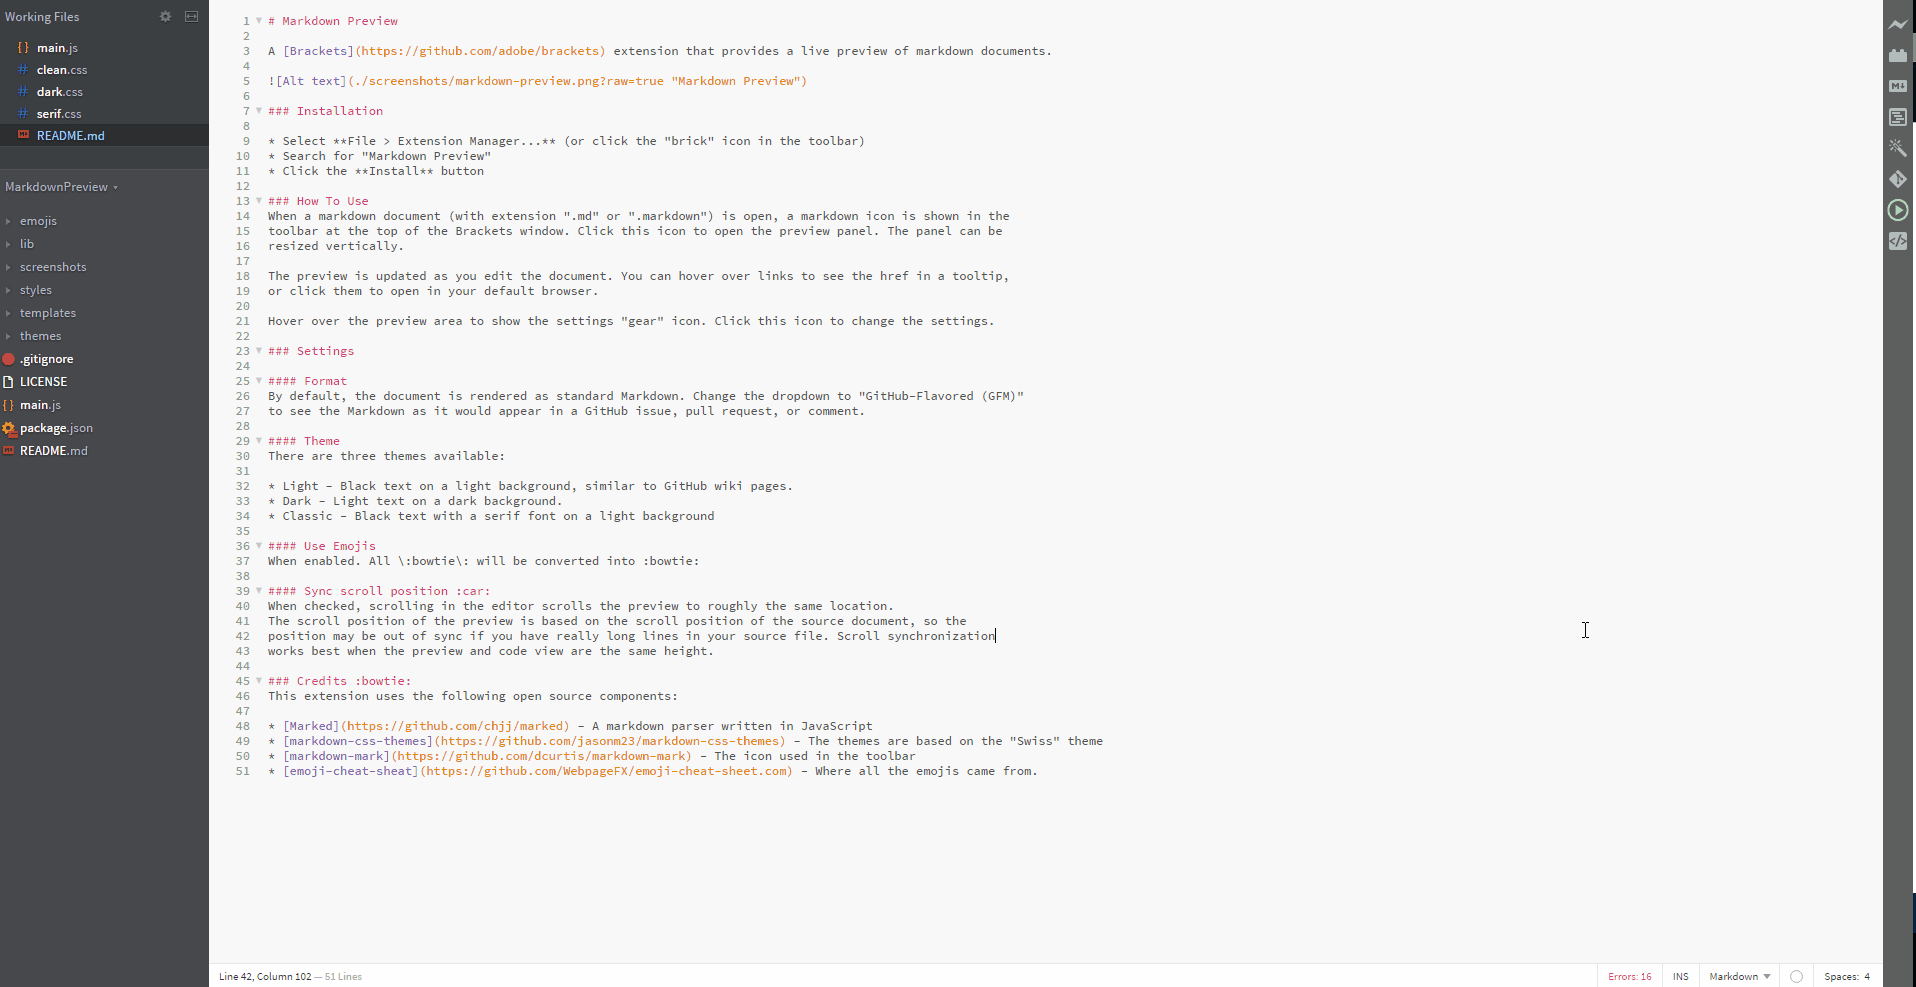 Working Files
main.js
clean.css
dark.css
serif.css
README.md
MarkdownPreview
emojis
lib
screenshots
styles
templates
themes
.gitignore
LICENSE
main.js
package.json
README.md
1 # Markdown Preview
2
3 A [Brackets](https://github.com/adobe/brackets) extension that provides a live preview of markdown documents.
4
5 ![Alt text](./screenshots/markdown-preview.png?raw=true "Markdown Preview")
6
7 ### Installation
8
9 * Select **File > Extension Manager...** (or click the "brick" icon in the toolbar)
10 * Search for "Markdown Preview"
11 * Click the **Install** button
12
13 ### How To Use
14 When a markdown document (with extension ".md" or ".markdown") is open, a markdown icon is shown in the
15 toolbar at the top of the Brackets window. Click this icon to open the preview panel. The panel can be
16 resized vertically.
17
18 The preview is updated as you edit the document. You can hover over links to see the href in a tooltip,
19 or click them to open in your default browser.
20
21 Hover over the preview area to show the settings "gear" icon. Click this icon to change the settings.
22
23 ### Settings
24
25 #### Format
26 By default, the document is rendered as standard Markdown. Change the dropdown to "GitHub-Flavored (GFM)"
27 to see the Markdown as it would appear in a GitHub issue, pull request, or comment.
28
29 #### Theme
30 There are three themes available:
31
32 * Light - Black text on a light background, similar to GitHub wiki pages.
33 * Dark - Light text on a dark background.
34 * Classic - Black text with a serif font on a light background
35
36 #### Use Emojis
37 When enabled. All \:bowtie\: will be converted into :bowtie:
38
39 #### Sync scroll position :car:
40 When checked, scrolling in the editor scrolls the preview to roughly the same location.
41 The scroll position of the preview is based on the scroll position of the source document, so the
42 position may be out of sync if you have really long lines in your source file. Scroll synchronization
43 works best when the preview and code view are the same height.
44
45 ### Credits :bowtie:
46 This extension uses the following open source components:
47
48 * [Marked](https://github.com/chjj/marked) - A markdown parser written in JavaScript
49 * [markdown-css-themes](https://github.com/jasonm23/markdown-css-themes) - The themes are based on the "Swiss" theme
50 * [markdown-mark](https://github.com/dcurtis/markdown-mark) - The icon used in the toolbar
51 * [emoji-cheat-sheat](https://github.com/WebpageFX/emoji-cheat-sheet.com) - Where all the emojis came from.
Line 42, Column 102 — 51 Lines
Errors: 16
INS
Markdown
Spaces: 4